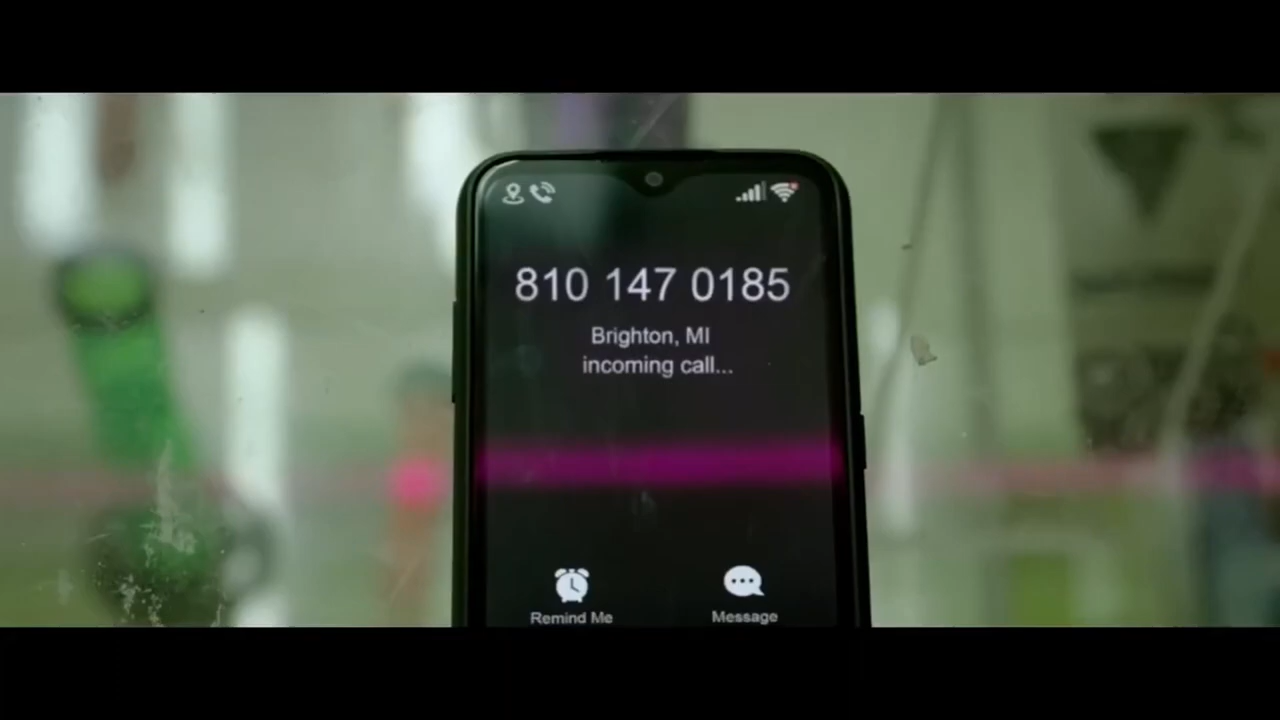 810 147 0185
Brighton, MI
incoming call...
Remind Me
Message